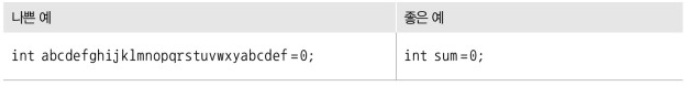 나쁜 예 좋은 예
int abcdefghijklmnopqrstuvwxyabcdef=0; int sum=0;